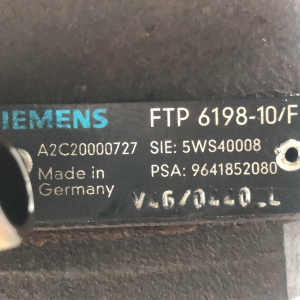 SIEMENS FTP 6198-10/F
A2C20000727 SIE: 5WS40008
Made in PSA: 9641852080
Germany